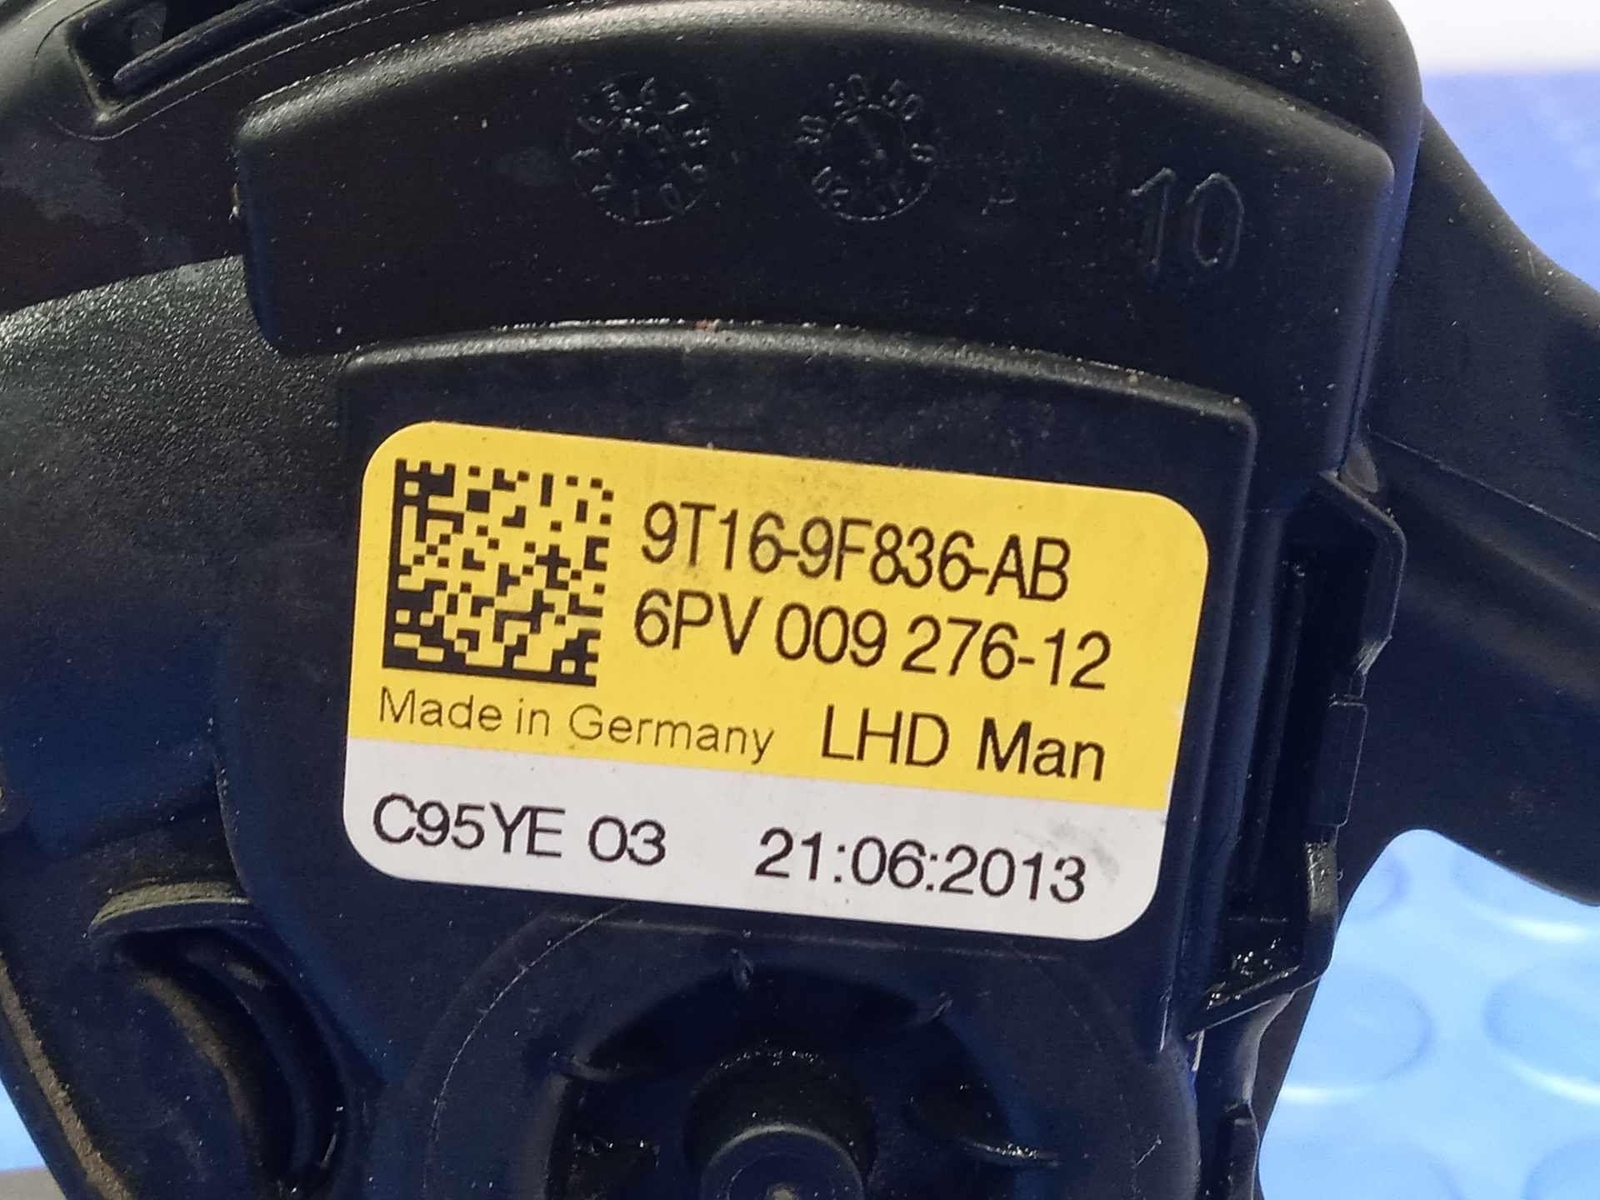 10
9T16-9F836-AB
6PV 009 276-12
Made in Germany LHD Man
C95YE 03 21:06:2013